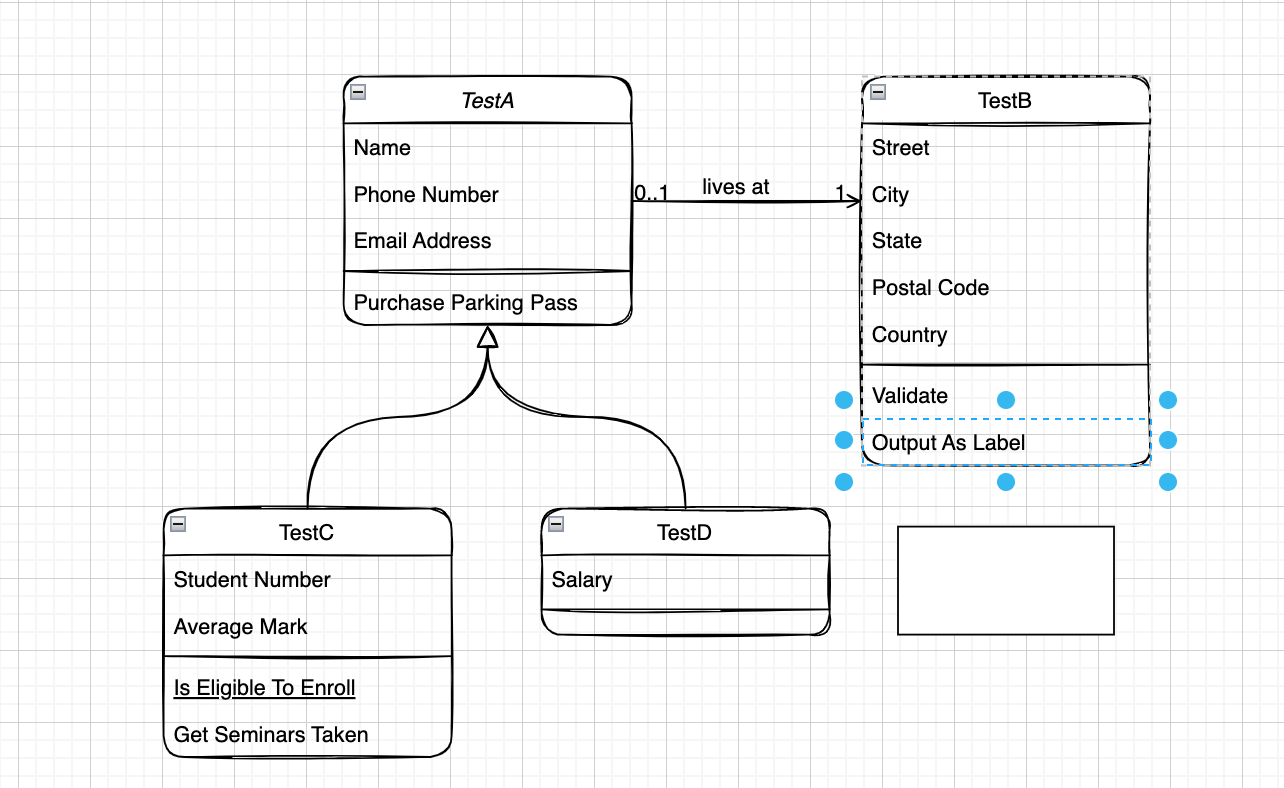 TestA
Name
Phone Number
Email Address
Purchase Parking Pass
0..1
lives at
1
TestB
Street
City
State
Postal Code
Country
Validate
Output As Label
TestC
Student Number
Average Mark
Is Eligible To Enroll
Get Seminars Taken
TestD
Salary